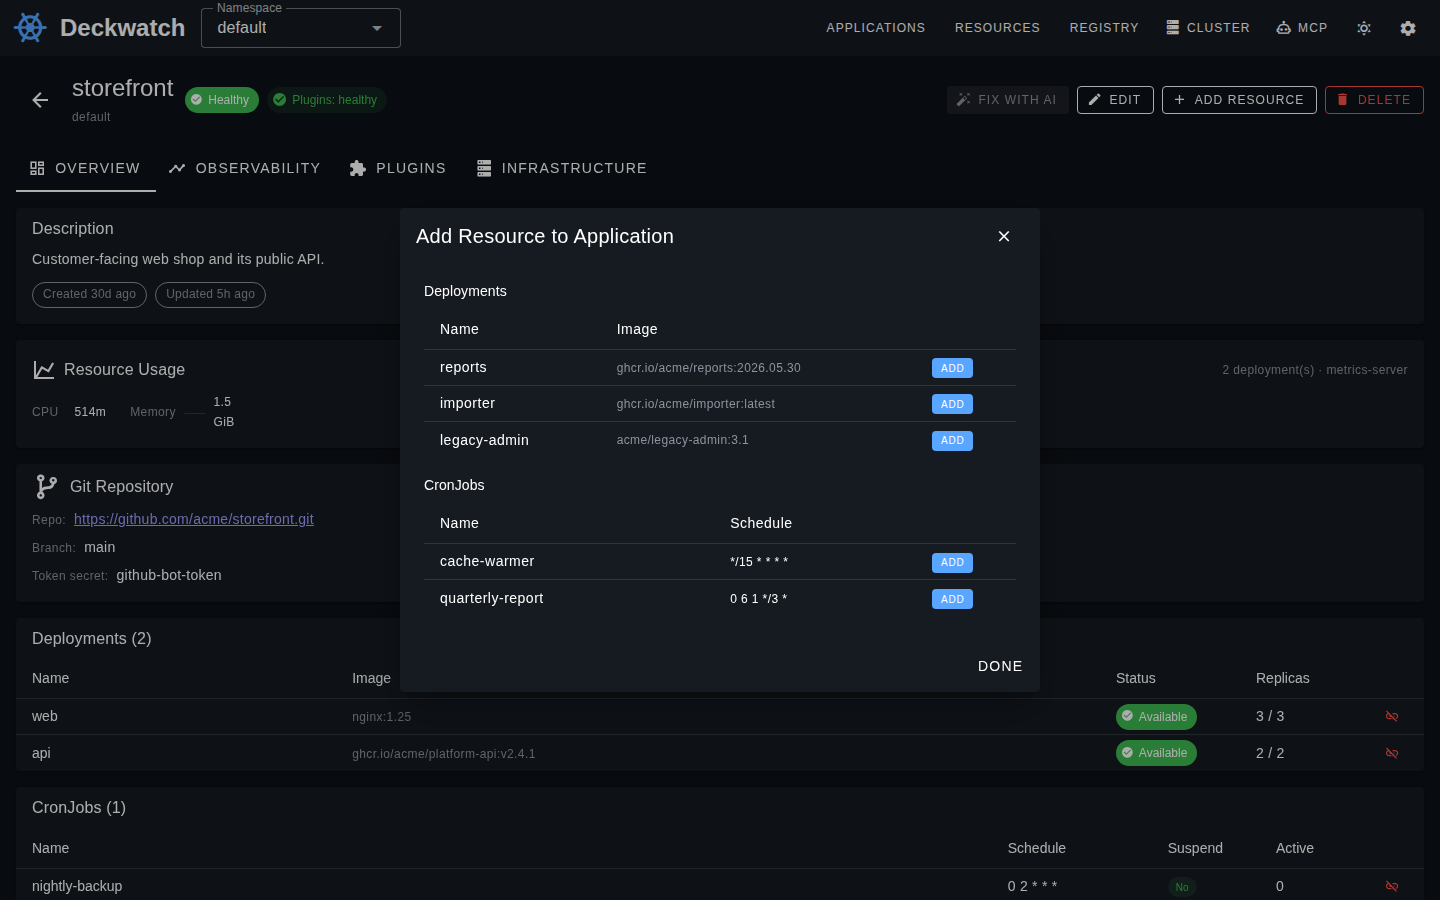 Deckwatch
Namespace
default
APPLICATIONS
RESOURCES
REGISTRY
CLUSTER
MCP
storefront
default
Healthy
Plugins: healthy
FIX WITH AI
EDIT
ADD RESOURCE
DELETE
OVERVIEW
OBSERVABILITY
PLUGINS
INFRASTRUCTURE
Description
Customer-facing web shop and its public API.
Created 30d ago
Updated 5h ago
Resource Usage
2 deployment(s) · metrics-server
CPU 514m Memory 1.5 GiB
Git Repository
Repo: https://github.com/acme/storefront.git
Branch: main
Token secret: github-bot-token
Add Resource to Application
Deployments
Name Image
reports ghcr.io/acme/reports:2026.05.30 ADD
importer ghcr.io/acme/importer:latest ADD
legacy-admin acme/legacy-admin:3.1 ADD
CronJobs
Name Schedule
cache-warmer */15 * * * * ADD
quarterly-report 0 6 1 */3 * ADD
DONE
Deployments (2)
Name Image Status Replicas
web nginx:1.25 Available 3 / 3
api ghcr.io/acme/platform-api:v2.4.1 Available 2 / 2
CronJobs (1)
Name Schedule Suspend Active
nightly-backup 0 2 * * * No 0